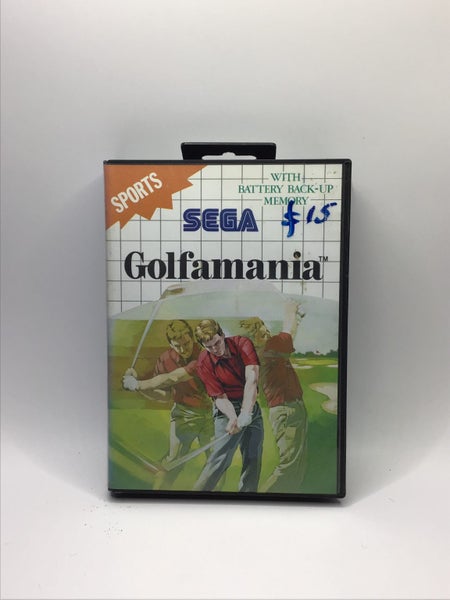 SPORTS
WITH
BATTERY BACK-UP
MEMORY
$15
SEGA
Golfamania™